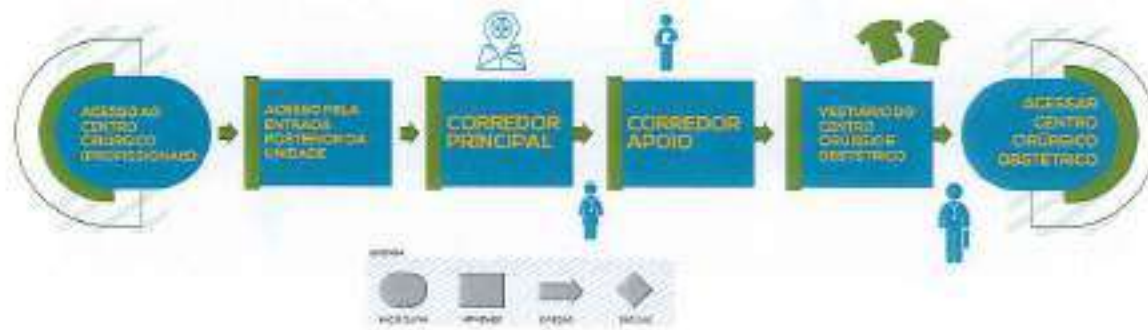 ACESSO AO
CENTRO
CIRÚRGICO
(PROFISSIONAIS)
ACESSO PELA
ENTRADA
POSTERIOR DA
UNIDADE
CORREDOR
PRINCIPAL
CORREDOR
APOIO
VESTIÁRIO DO
CENTRO
CIRÚRGICO
OBSTÉTRICO
ACESSAR
CENTRO
CIRÚRGICO
OBSTÉTRICO